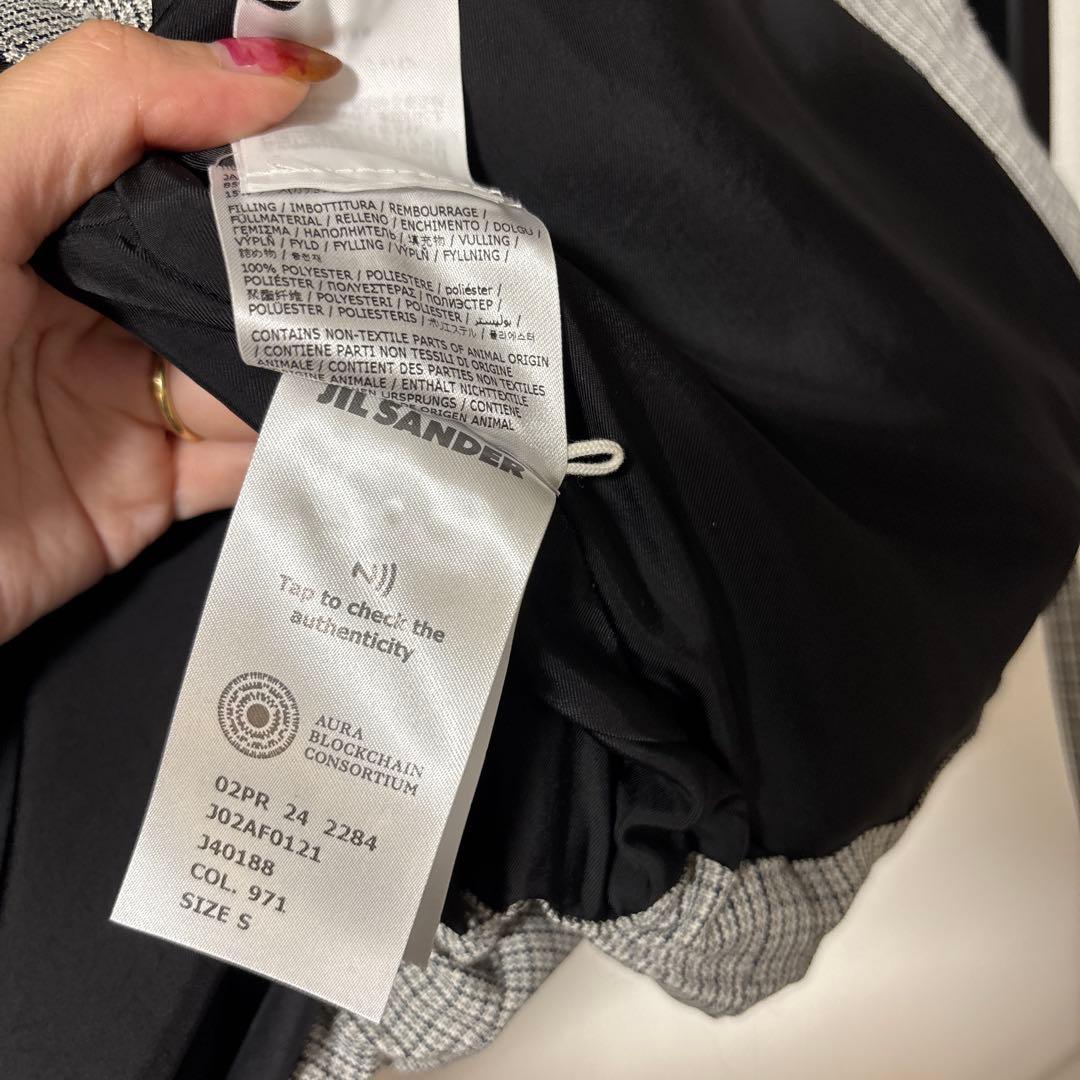 FILLING / IMBOTTITURA / REMBOURRAGE /
FÜLLMATERIAL / RELLENO / ENCHIMENTO / DOLGU /
ΓΕΜΙΣΜΑ / НАПОЛНИТЕЛЬ / 填充物 / VULLING /
VÝPLŇ / FYLD / FYLLING / VÝPLŇ / FYLLNING /
詰め物 / 충전재
100% POLYESTER / POLIESTERE / poliéster /
POLIÉSTER / ΠΟΛΥΕΣΤΕΡΑΣ / ПОЛИЭСТЕР /
聚酯纤维 / POLYESTERI / POLIESTER /
POLÜESTER / POLIESTERIS / بوليستر /
ポリエステル / 폴리에스터
CONTAINS NON-TEXTILE PARTS OF ANIMAL ORIGIN
/ CONTIENE PARTI NON TESSILI DI ORIGINE
ANIMALE / CONTIENT DES PARTIES NON TEXTILES
ANIMALE / ENTHÄLT NICHTTEXTILE
URSPRUNGS / CONTIENE
ORIGEN ANIMAL
JIL SANDER
Tap to check the
authenticity
AURA
BLOCKCHAIN
CONSORTIUM
02PR 24 2284
J02AF0121
J40188
COL. 971
SIZE S